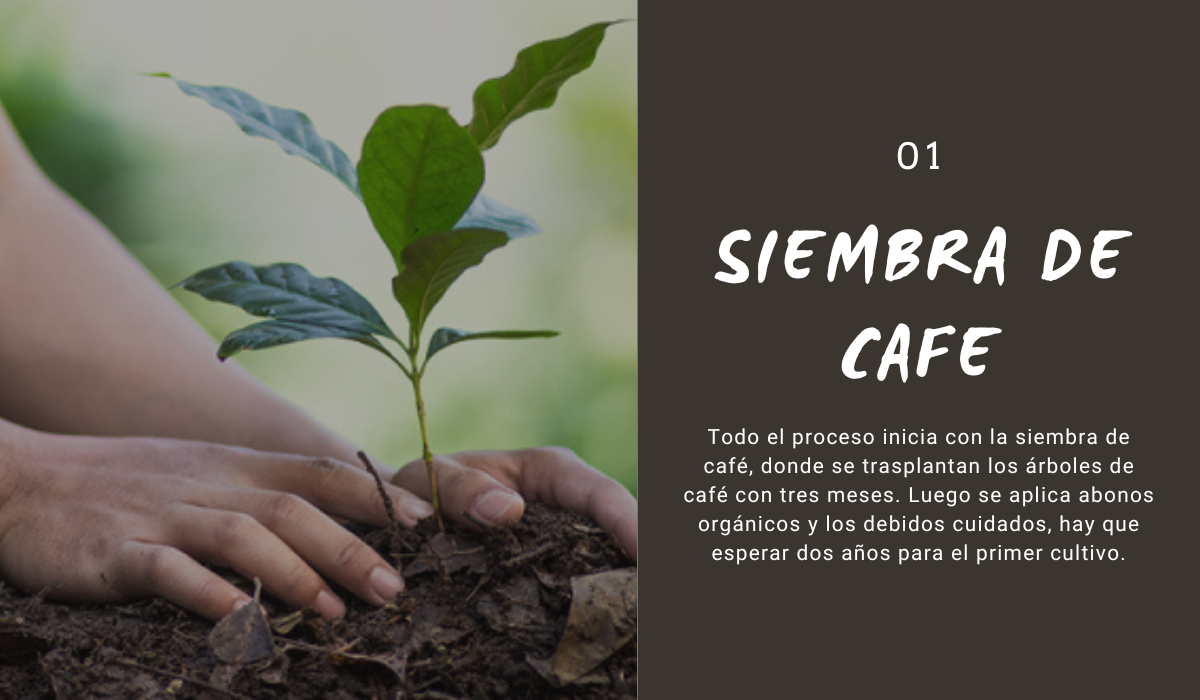 01
SIEMBRA DE
CAFE
Todo el proceso inicia con la siembra de
café, donde se trasplantan los árboles de
café con tres meses. Luego se aplica abonos
orgánicos y los debidos cuidados, hay que
esperar dos años para el primer cultivo.